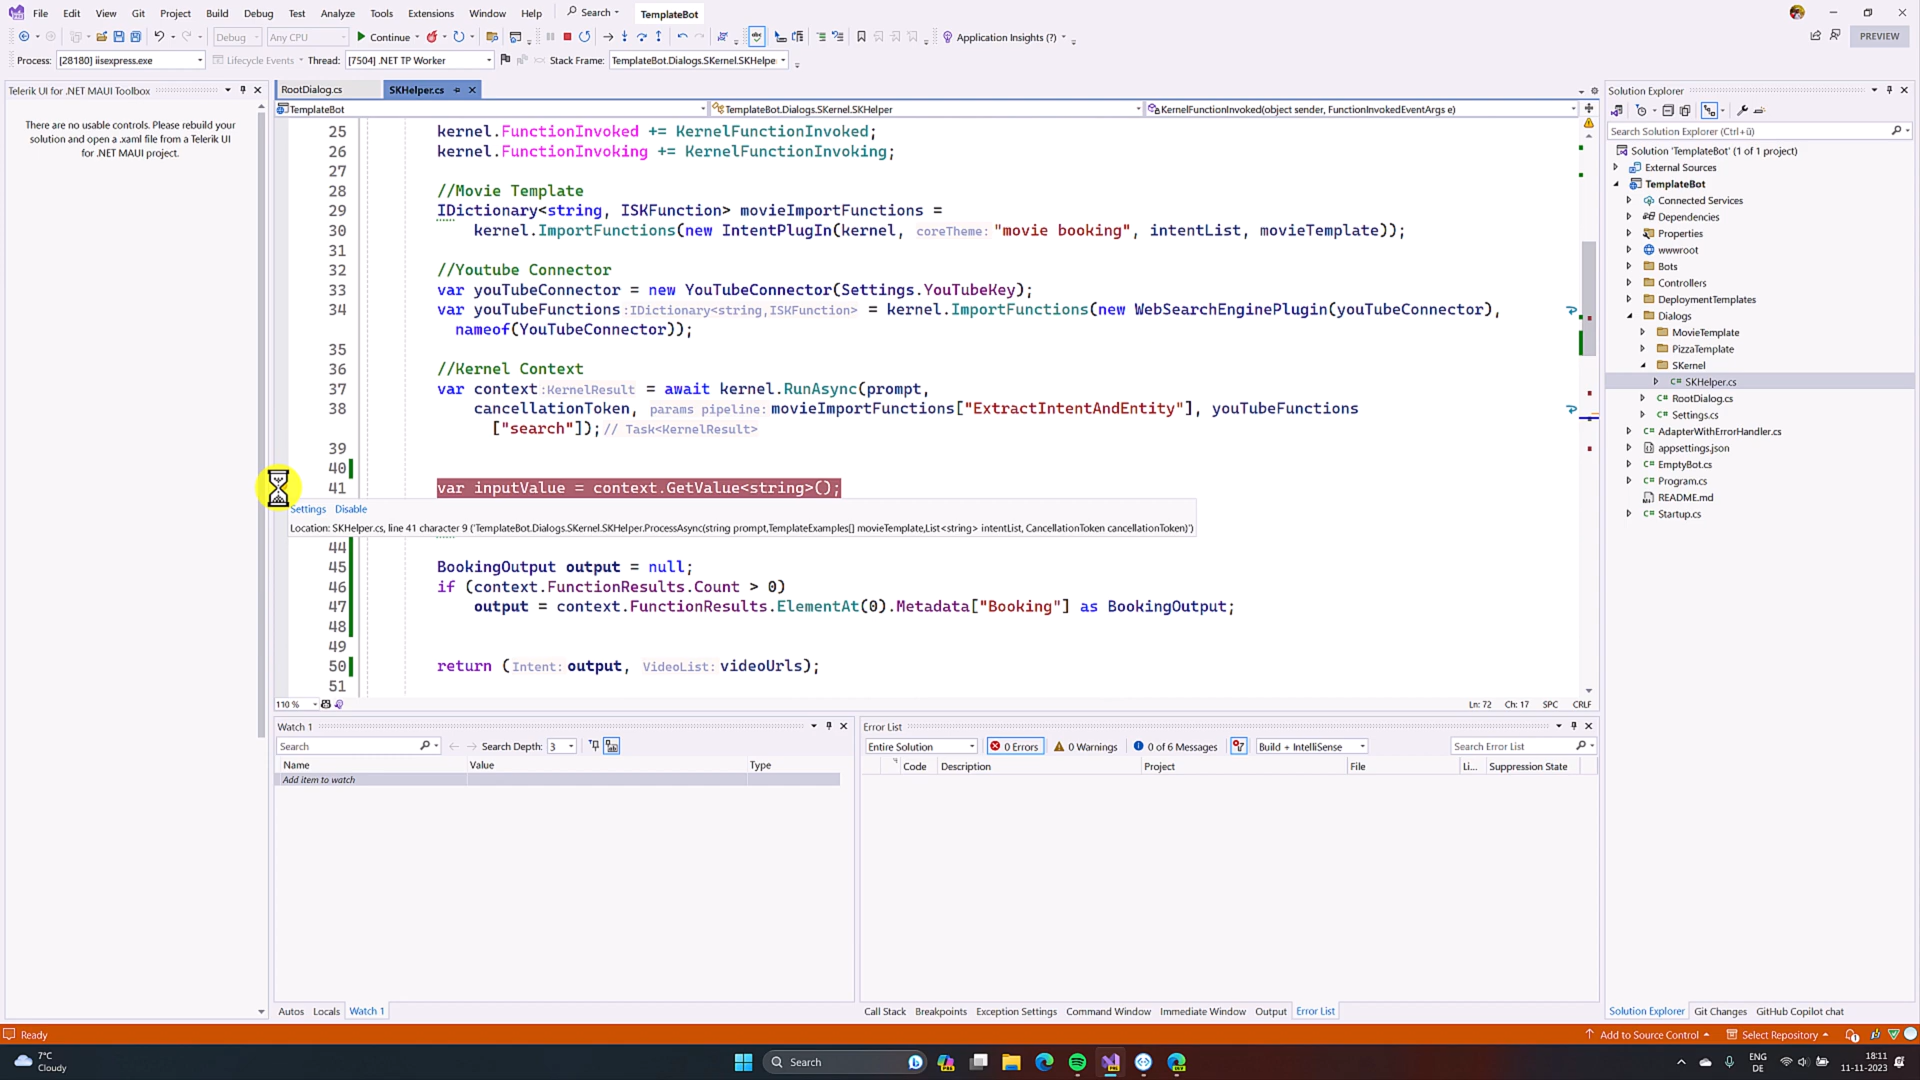 File Edit View Git Project Build Debug Test Analyze Tools Extensions Window Help Search TemplateBot
Debug Any CPU Continue Application Insights (?) PREVIEW
Process: [28180] iisexpress.exe Lifecycle Events Thread: [7504] .NET TP Worker Stack Frame: TemplateBot.Dialogs.SKernel.SKHelpe
Telerik UI for .NET MAUI Toolbox
There are no usable controls. Please rebuild your
solution and open a .xaml file from a Telerik UI
for .NET MAUI project.
RootDialog.cs SKHelper.cs
TemplateBot TemplateBot.Dialogs.SKernel.SKHelper KernelFunctionInvoked(object sender, FunctionInvokedEventArgs e)
25 kernel.FunctionInvoked += KernelFunctionInvoked;
26 kernel.FunctionInvoking += KernelFunctionInvoking;
27
28 //Movie Template
29 IDictionary<string, ISKFunction> movieImportFunctions =
30 kernel.ImportFunctions(new IntentPlugIn(kernel, coreTheme: "movie booking", intentList, movieTemplate));
31
32 //Youtube Connector
33 var youTubeConnector = new YouTubeConnector(Settings.YouTubeKey);
34 var youTubeFunctions :IDictionary<string,ISKFunction> = kernel.ImportFunctions(new WebSearchEnginePlugin(youTubeConnector),
nameof(YouTubeConnector));
35
36 //Kernel Context
37 var context :KernelResult = await kernel.RunAsync(prompt,
38 cancellationToken, params pipeline: movieImportFunctions["ExtractIntentAndEntity"], youTubeFunctions
["search"]); // Task<KernelResult>
39
40
41 var inputValue = context.GetValue<string>();
Settings Disable
Location: SKHelper.cs, line 41 character 9 ('TemplateBot.Dialogs.SKernel.SKHelper.ProcessAsync(string prompt,TemplateExamples[] movieTemplate,List<string> intentList, CancellationToken cancellationToken)')
44
45 BookingOutput output = null;
46 if (context.FunctionResults.Count > 0)
47 output = context.FunctionResults.ElementAt(0).Metadata["Booking"] as BookingOutput;
48
49
50 return (Intent: output, VideoList: videoUrls);
51
110 % Ln: 72 Ch: 17 SPC CRLF
Watch 1
Search Search Depth: 3
Name Value Type
Add item to watch
Autos Locals Watch 1
Error List
Entire Solution 0 Errors 0 Warnings 0 of 6 Messages Build + IntelliSense Search Error List
Code Description Project File Li... Suppression State
Call Stack Breakpoints Exception Settings Command Window Immediate Window Output Error List
Solution Explorer
Search Solution Explorer (Ctrl+ü)
Solution 'TemplateBot' (1 of 1 project)
External Sources
TemplateBot
Connected Services
Dependencies
Properties
wwwroot
Bots
Controllers
DeploymentTemplates
Dialogs
MovieTemplate
PizzaTemplate
SKernel
C# SKHelper.cs
C# RootDialog.cs
C# Settings.cs
C# AdapterWithErrorHandler.cs
appsettings.json
C# EmptyBot.cs
C# Program.cs
README.md
C# Startup.cs
Solution Explorer Git Changes GitHub Copilot chat
Ready Add to Source Control Select Repository 1
7°C
Cloudy
Search
ENG
DE
18:11
11-11-2023